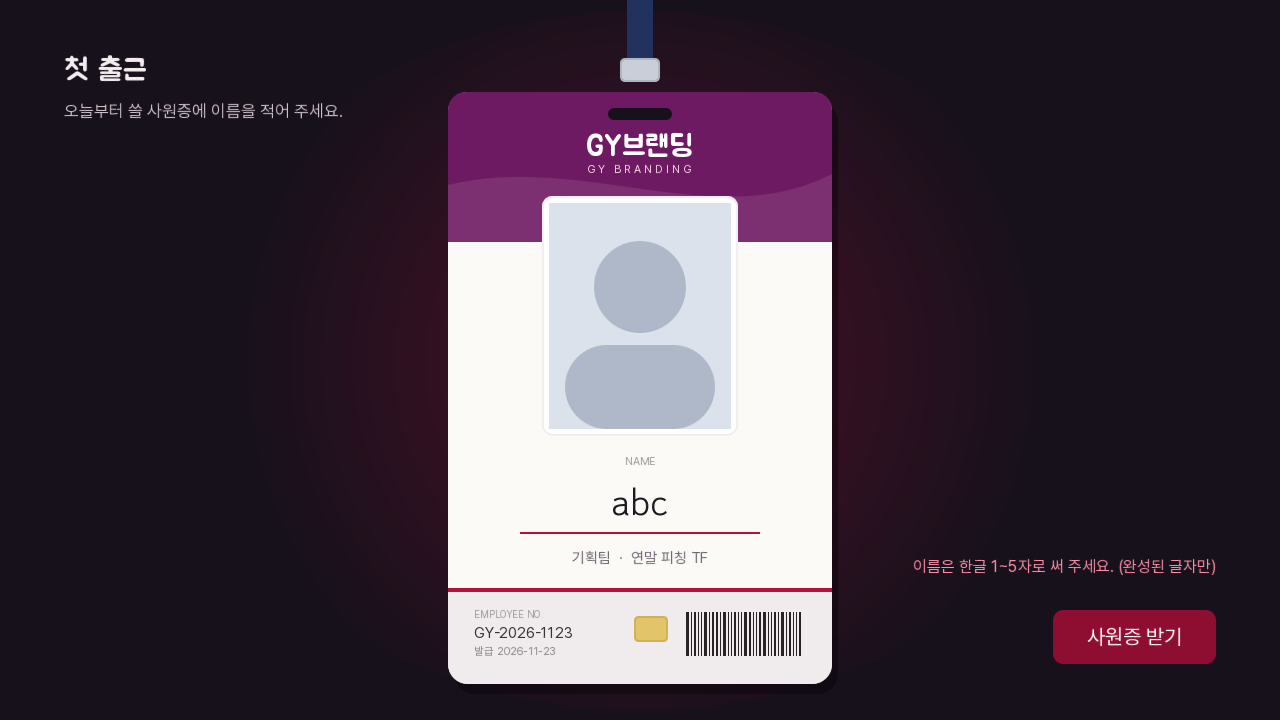 첫 출근
오늘부터 쓸 사원증에 이름을 적어 주세요.
GY브랜딩
GY BRANDING
NAME
abc
기획팀 · 연말 피칭 TF
EMPLOYEE NO
GY-2026-1123
발급 2026-11-23
이름은 한글 1~5자로 써 주세요. (완성된 글자만)
사원증 받기